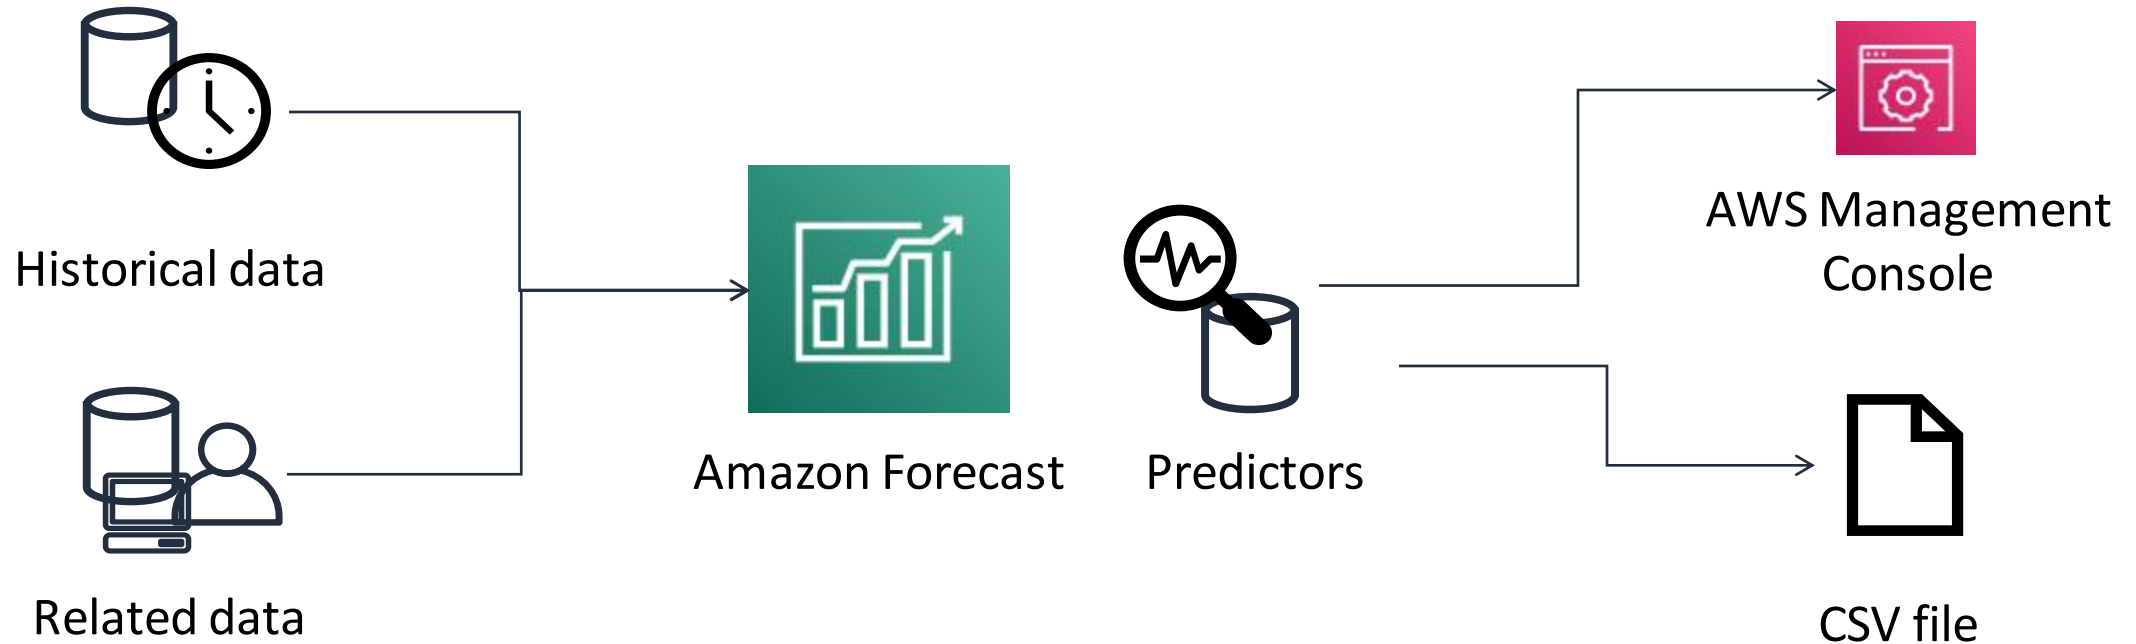 Historical data
Related data
Amazon Forecast
Predictors
AWS Management
Console
CSV file